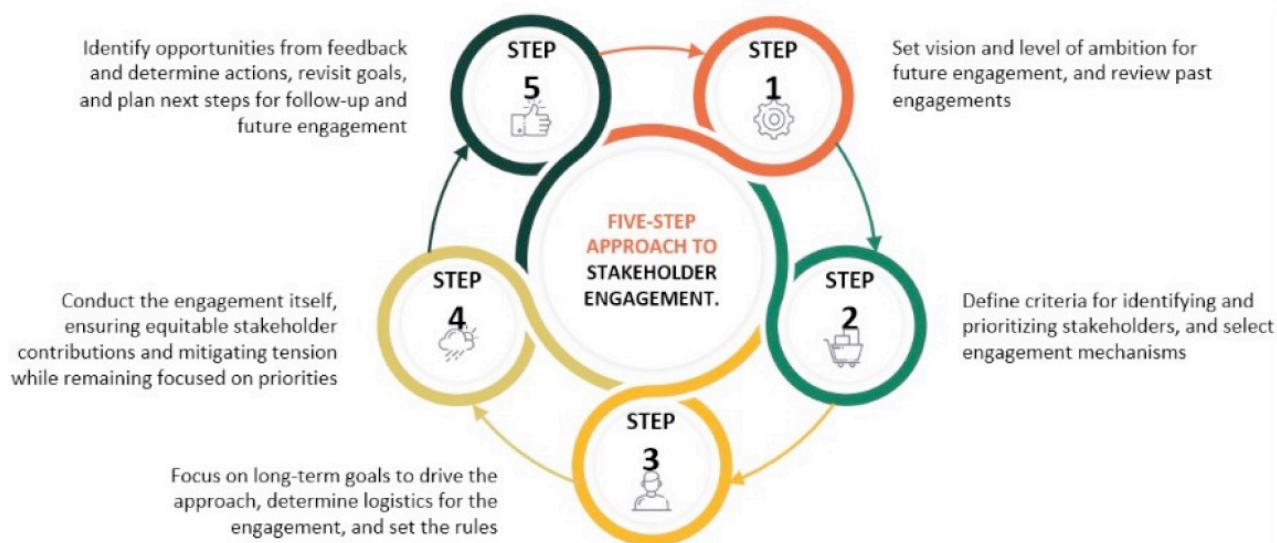 FIVE-STEP
APPROACH TO
STAKEHOLDER
ENGAGEMENT.
STEP
1
Set vision and level of ambition for
future engagement, and review past
engagements
STEP
2
Define criteria for identifying and
prioritizing stakeholders, and select
engagement mechanisms
STEP
3
Focus on long-term goals to drive the
approach, determine logistics for the
engagement, and set the rules
STEP
4
Conduct the engagement itself,
ensuring equitable stakeholder
contributions and mitigating tension
while remaining focused on priorities
STEP
5
Identify opportunities from feedback
and determine actions, revisit goals,
and plan next steps for follow-up and
future engagement